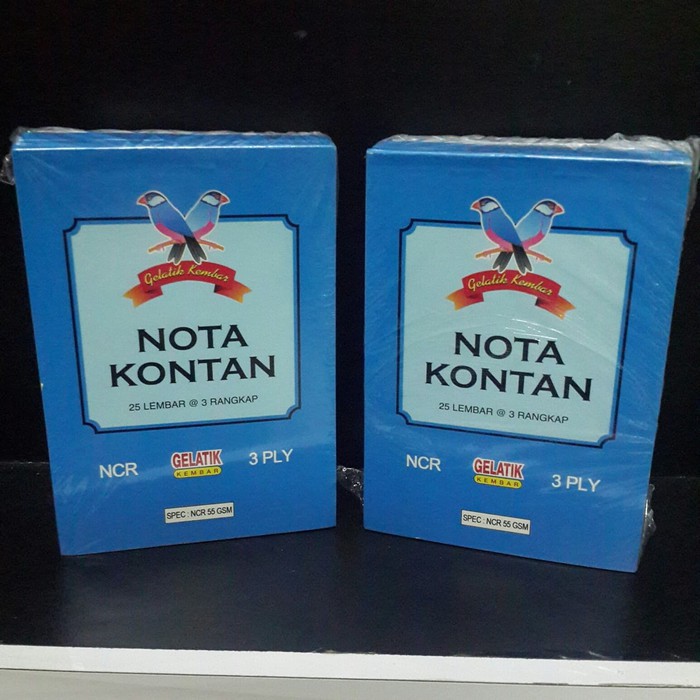 Gelatik Kembar
NOTA
KONTAN
25 LEMBAR @ 3 RANGKAP
NCR
GELATIK
KEMBAR
3 PLY
SPEC : NCR 55 GSM
Gelatik Kembar
NOTA
KONTAN
25 LEMBAR @ 3 RANGKAP
NCR
GELATIK
KEMBAR
3 PLY
SPEC : NCR 55 GSM